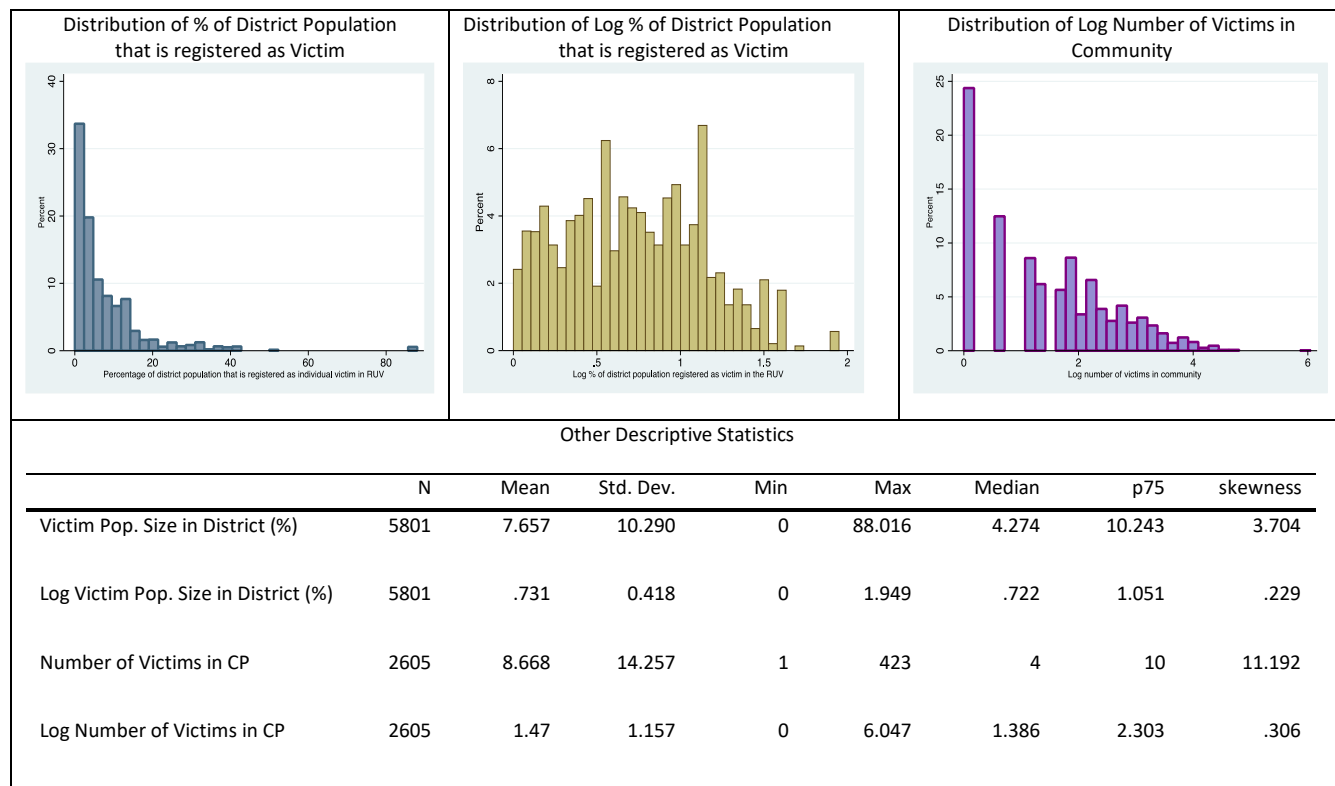 Distribution of % of District Population
that is registered as Victim
40
30
20
10
0
Percent
0 20 40 60 80
Percentage of district population that is registered as individual victim in RUV
Distribution of Log % of District Population
that is registered as Victim
8
6
4
2
0
Percent
0 .5 1 1.5 2
Log % of district population registered as victim in the RUV
Distribution of Log Number of Victims in
Community
25
20
15
10
5
0
Percent
0 2 4 6
Log number of victims in community
Other Descriptive Statistics
N Mean Std. Dev. Min Max Median p75 skewness
Victim Pop. Size in District (%) 5801 7.657 10.290 0 88.016 4.274 10.243 3.704
Log Victim Pop. Size in District (%) 5801 .731 0.418 0 1.949 .722 1.051 .229
Number of Victims in CP 2605 8.668 14.257 1 423 4 10 11.192
Log Number of Victims in CP 2605 1.47 1.157 0 6.047 1.386 2.303 .306